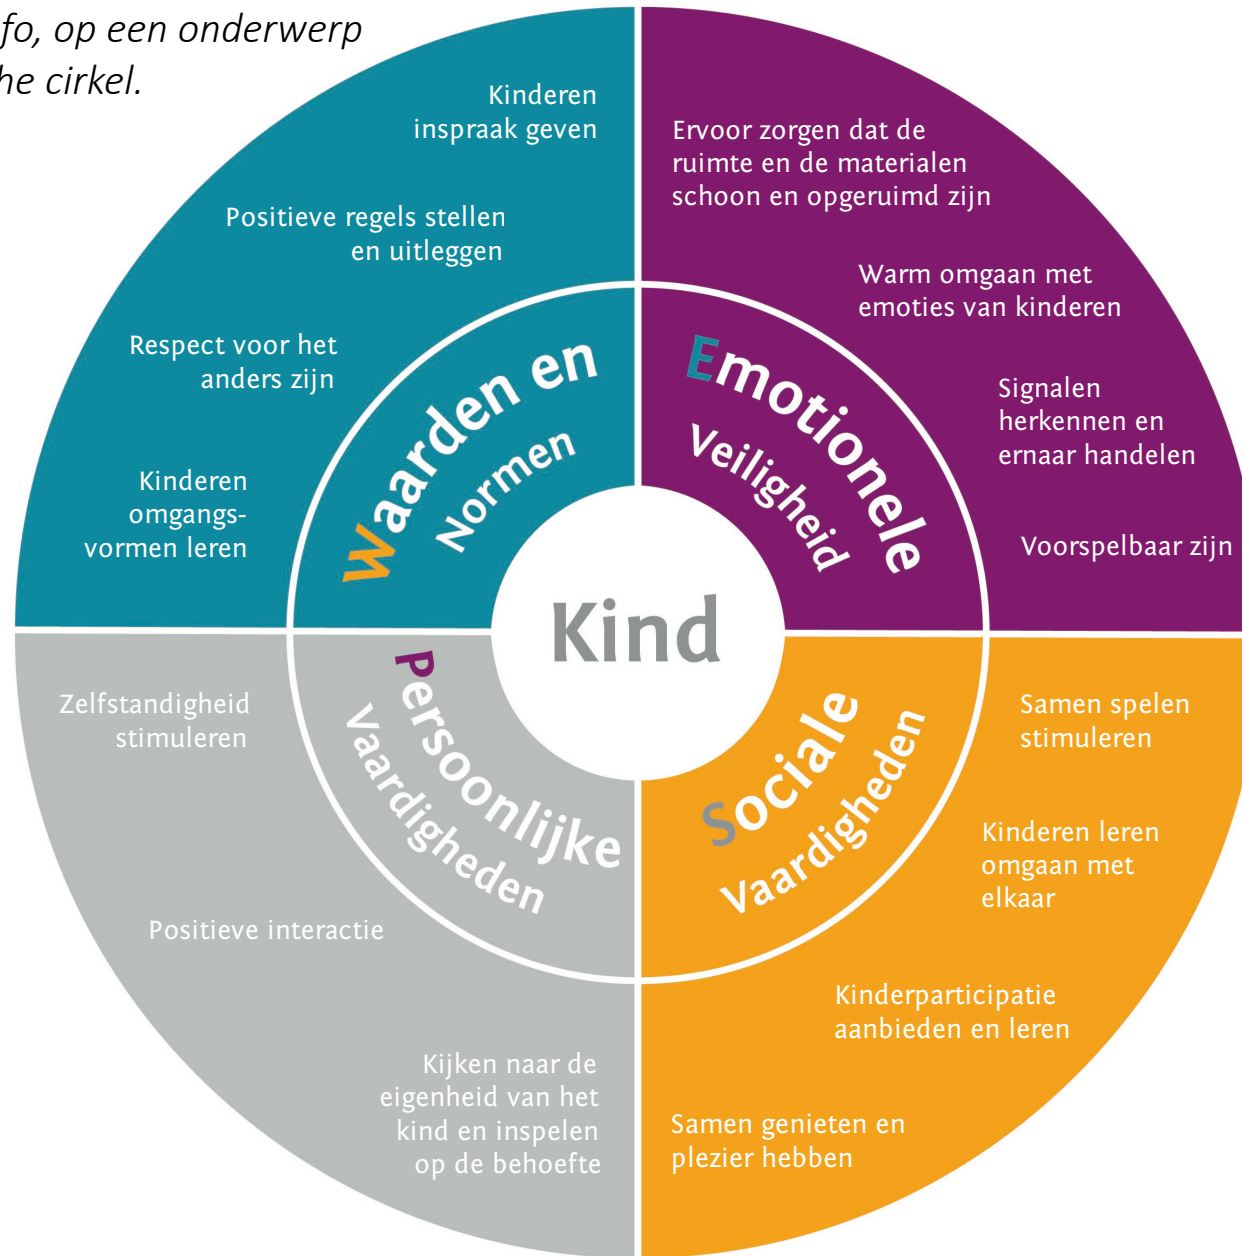 fo, op een onderwerp
he cirkel.
Kinderen
inspraak geven
Positieve regels stellen
en uitleggen
Respect voor het
anders zijn
Kinderen
omgangs-
vormen leren
Waarden en
Normen
Ervoor zorgen dat de
ruimte en de materialen
schoon en opgeruimd zijn
Warm omgaan met
emoties van kinderen
Signalen
herkennen en
ernaar handelen
Voorspelbaar zijn
Emotionele
Veiligheid
Kind
Zelfstandigheid
stimuleren
Positieve interactie
Kijken naar de
eigenheid van het
kind en inspelen
op de behoefte
Persoonlijke
Vaardigheden
Sociale
Vaardigheden
Samen spelen
stimuleren
Kinderen leren
omgaan met
elkaar
Kinderparticipatie
aanbieden en leren
Samen genieten en
plezier hebben